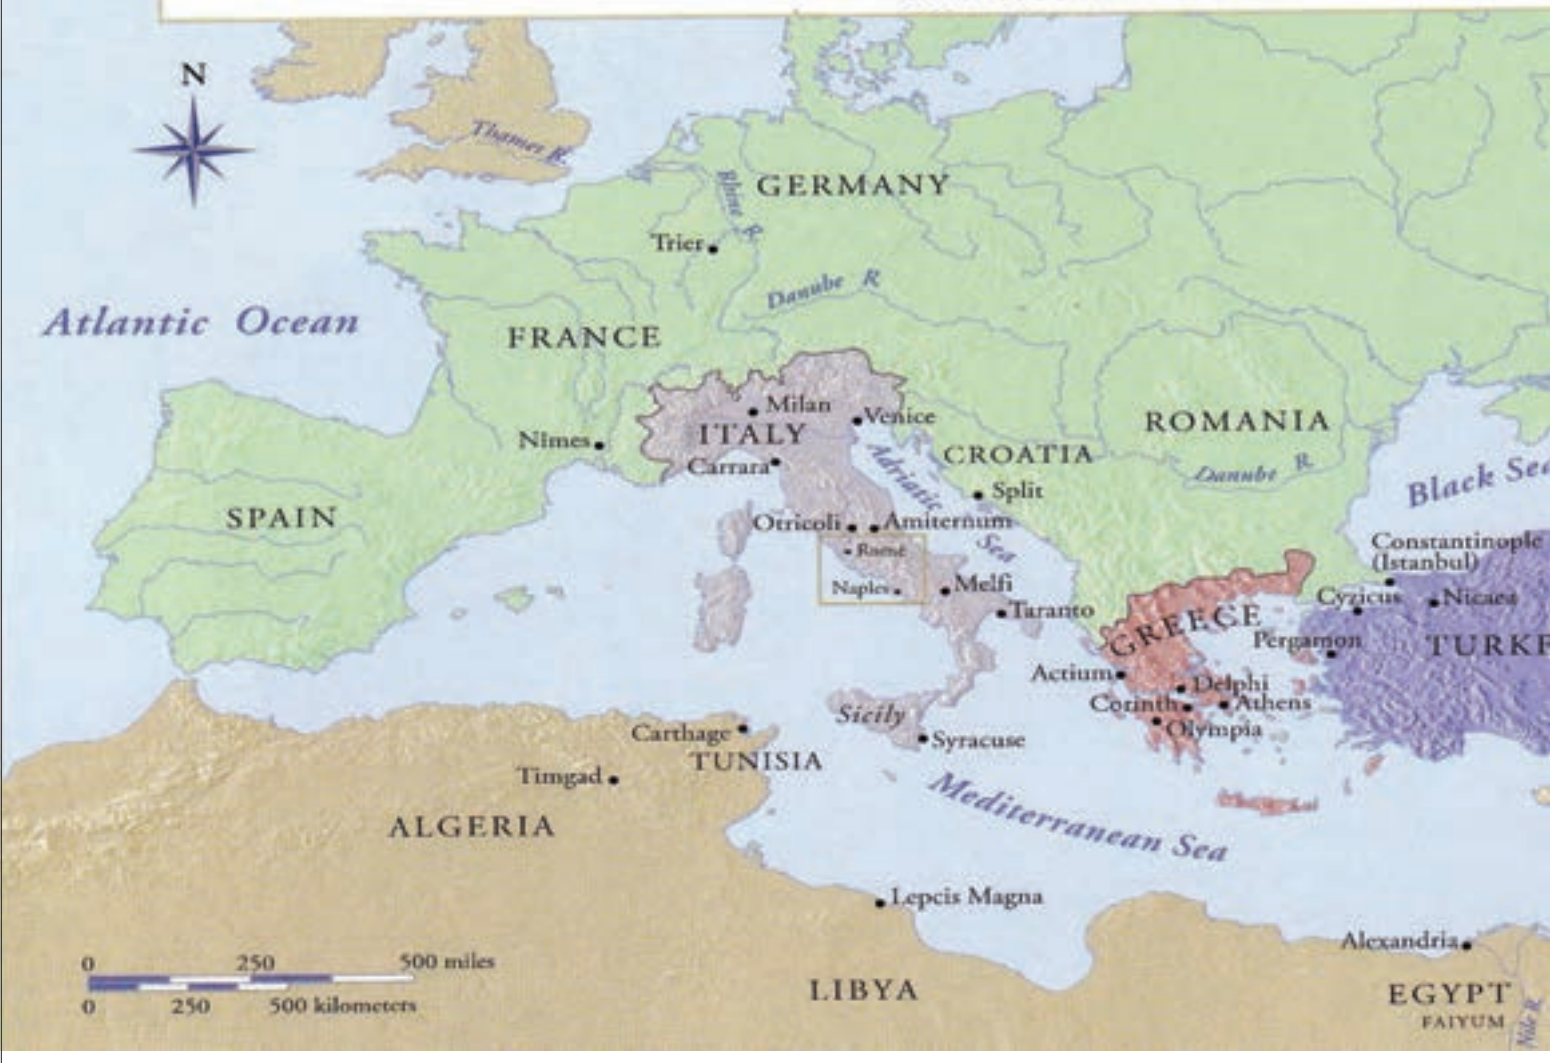 N
Thames R.
Rhine R.
GERMANY
Trier
Danube R
Atlantic Ocean
FRANCE
Milan
Venice
ITALY
ROMANIA
Nîmes
CROATIA
Carrara
Adriatic Sea
Danube R.
Black Sea
Split
SPAIN
Otricoli
Amiternum
Rome
Constantinople
(Istanbul)
Naples
Melfi
Cyzicus
Nicaea
Taranto
GREECE
Pergamon
TURKE
Actium
Delphi
Corinth
Athens
Sicily
Olympia
Carthage
Syracuse
TUNISIA
Timgad
Mediterranean Sea
ALGERIA
Lepcis Magna
Alexandria
0 250 500 miles
0 250 500 kilometers
LIBYA
EGYPT
FAIYUM
Nile R.